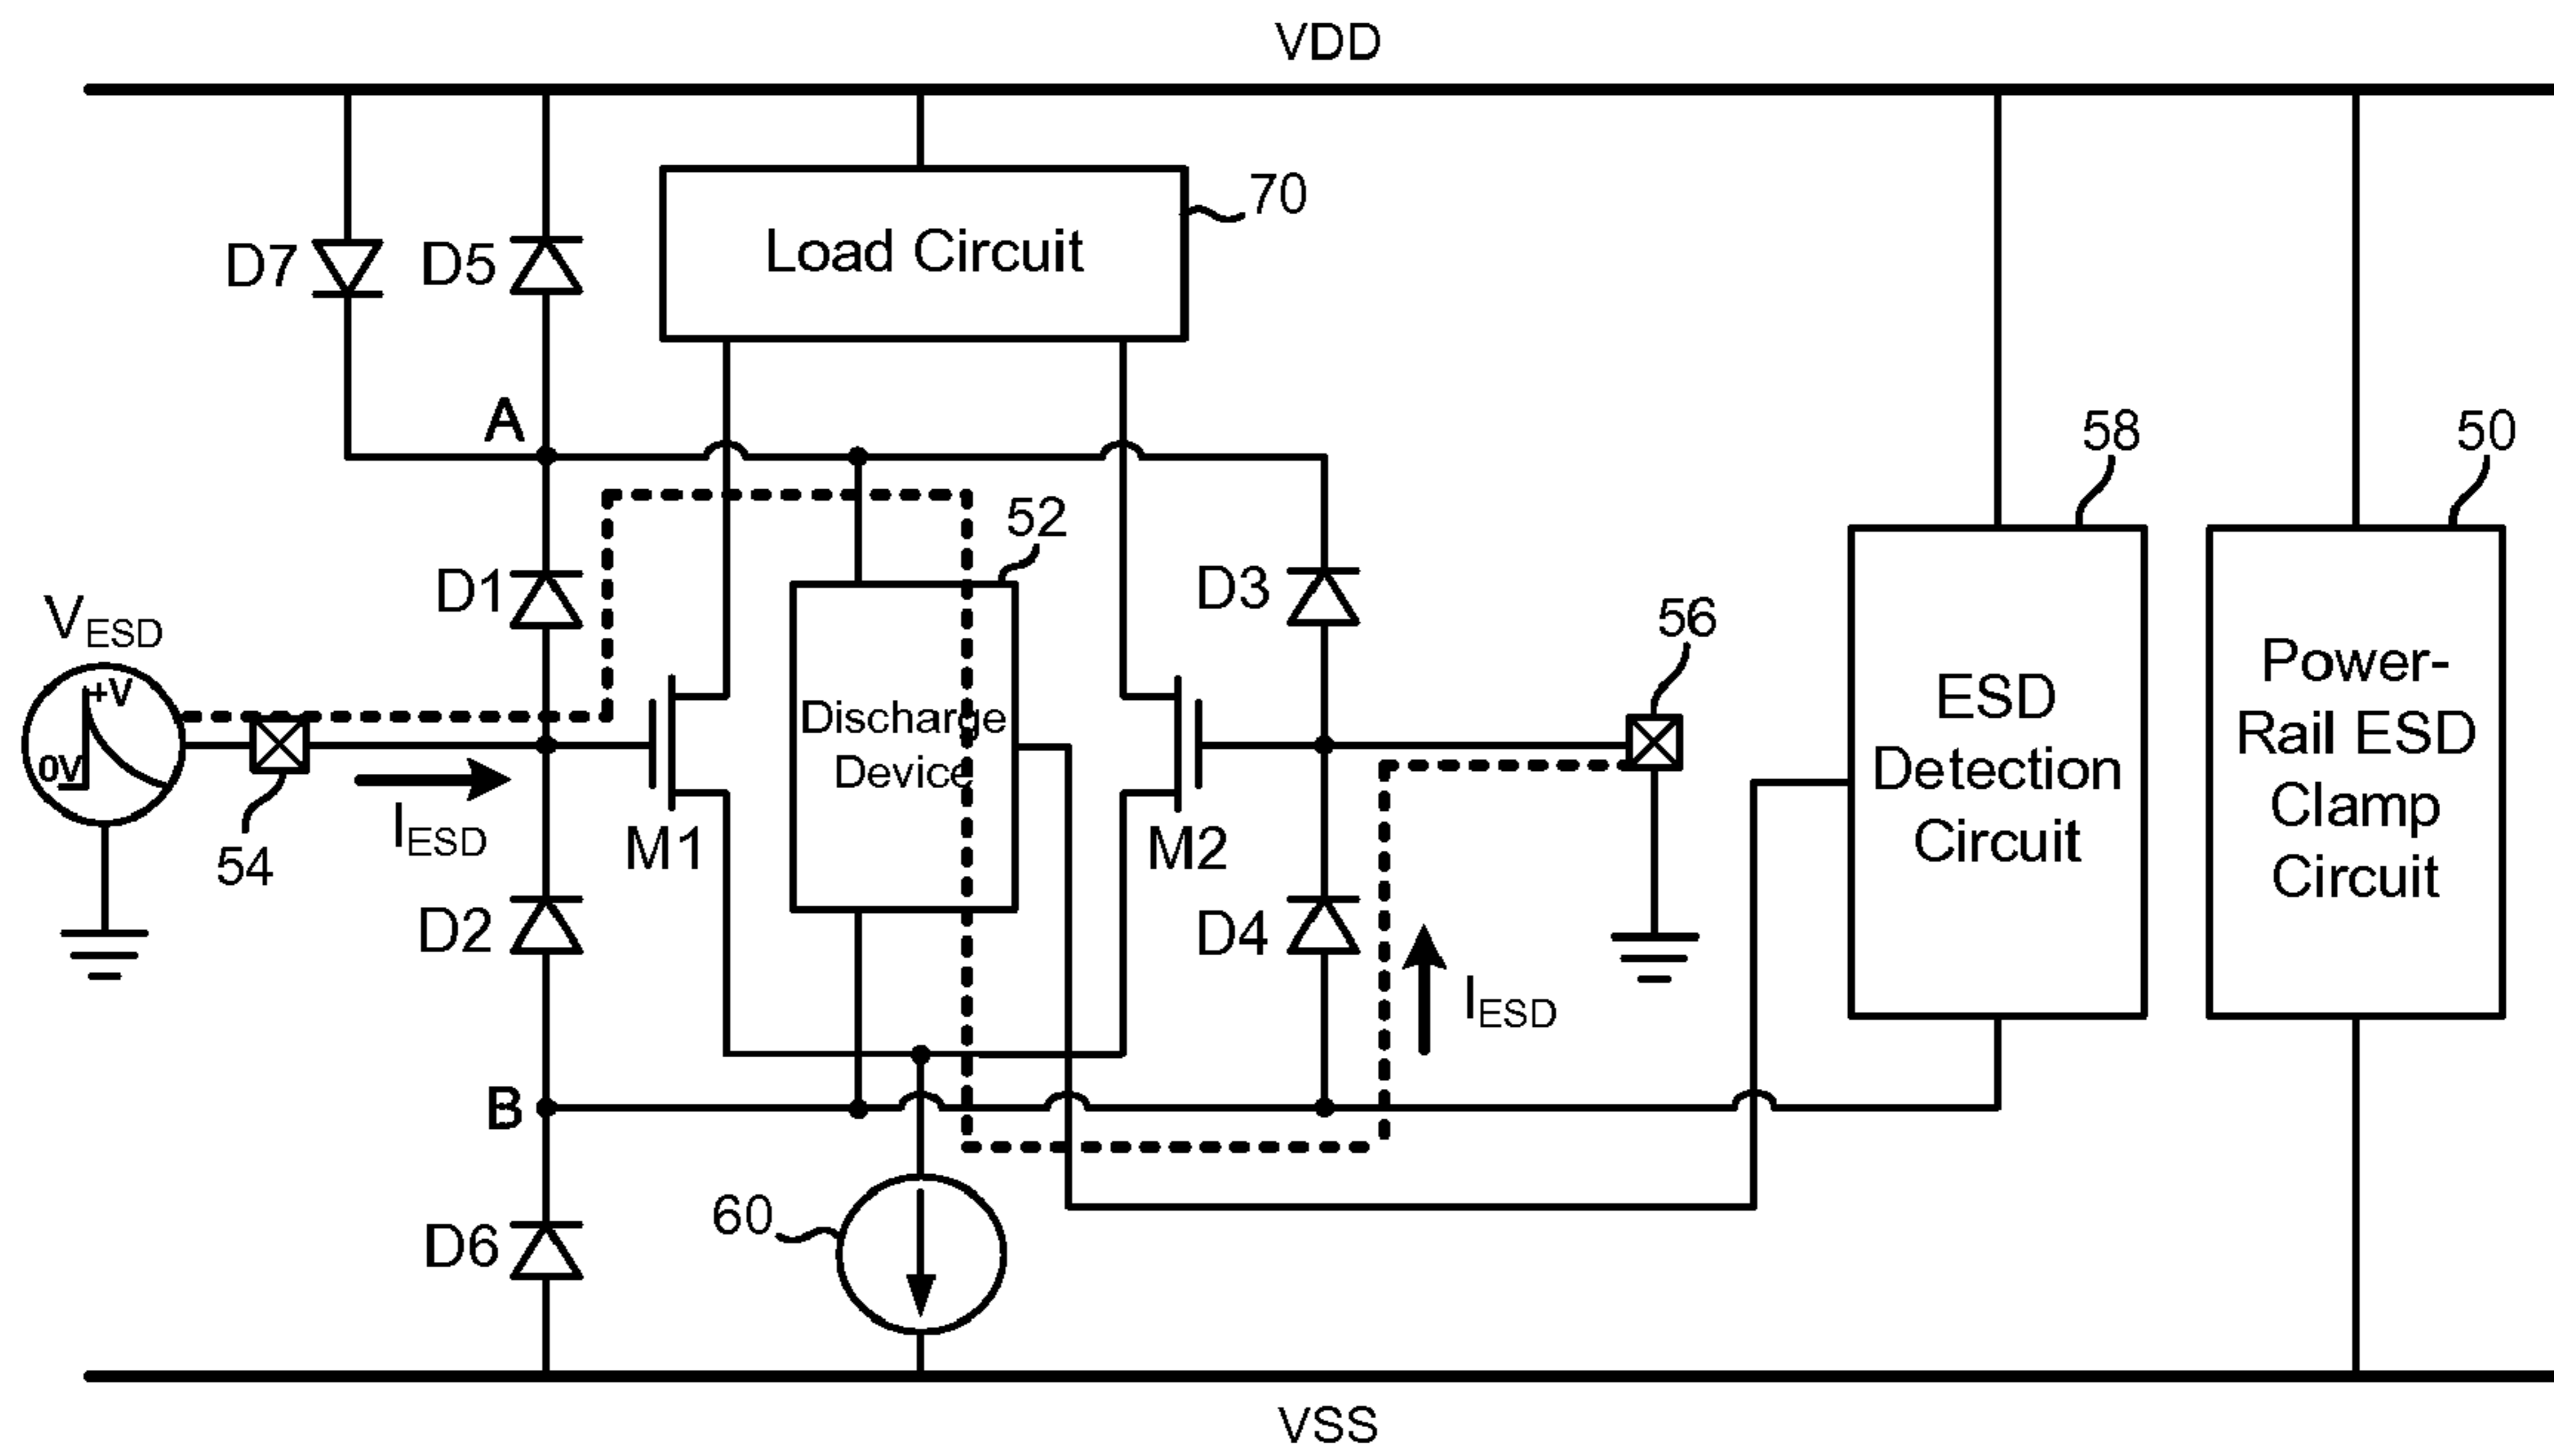 VDD
70
D7
D5
Load Circuit
A
58
50
52
D1
D3
VESD
56
+V
0V
Discharge
Device
ESD
Detection
Circuit
Power-
Rail ESD
Clamp
Circuit
IESD
54
M1
M2
D2
D4
IESD
B
60
D6
VSS